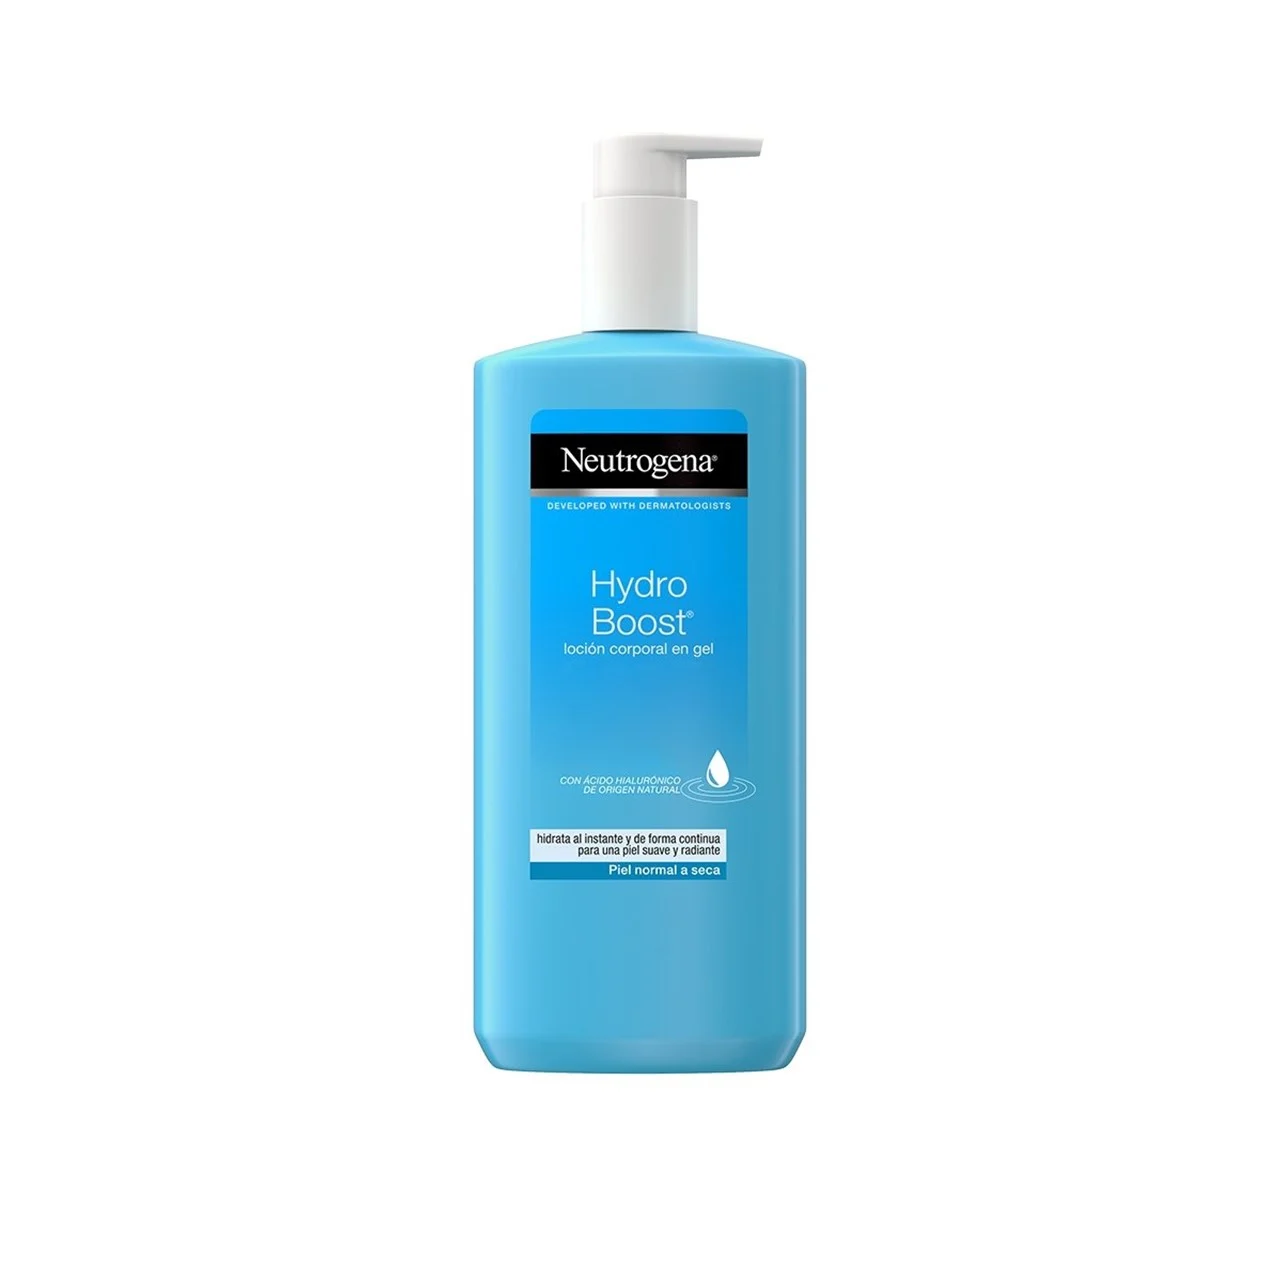 Neutrogena®
DEVELOPED WITH DERMATOLOGISTS
Hydro
Boost®
loción corporal en gel
CON ÁCIDO HIALURÓNICO
DE ORIGEN NATURAL
hidrata al instante y de forma continua
para una piel suave y radiante
Piel normal a seca